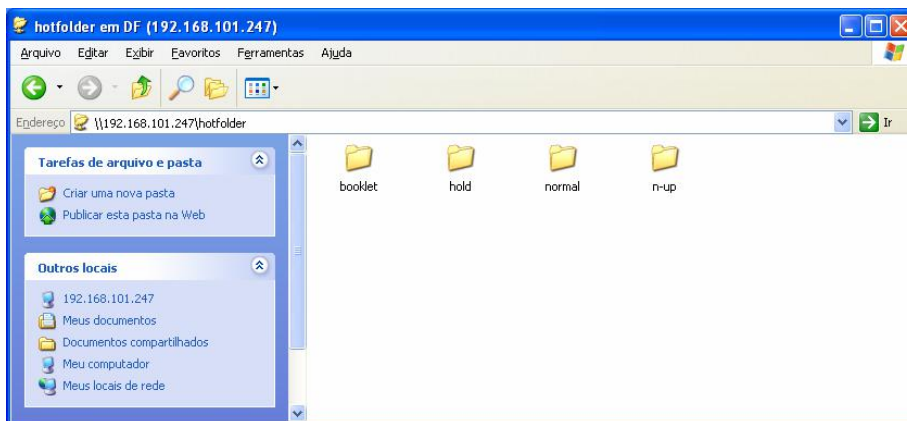 hotfolder em DF (192.168.101.247)
Arquivo Editar Exibir Favoritos Ferramentas Ajuda
Endereço \\192.168.101.247\hotfolder Ir
Tarefas de arquivo e pasta
Criar uma nova pasta
Publicar esta pasta na Web
Outros locais
192.168.101.247
Meus documentos
Documentos compartilhados
Meu computador
Meus locais de rede
booklet hold normal n-up